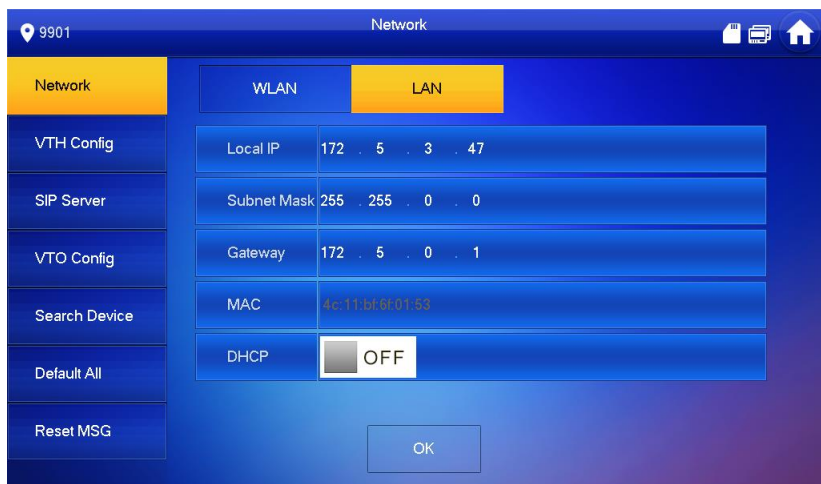 9901
Network
Network
VTH Config
SIP Server
VTO Config
Search Device
Default All
Reset MSG
WLAN LAN
Local IP 172 . 5 . 3 . 47
Subnet Mask 255 . 255 . 0 . 0
Gateway 172 . 5 . 0 . 1
MAC 4c:11:bf:6f:01:53
DHCP OFF
OK